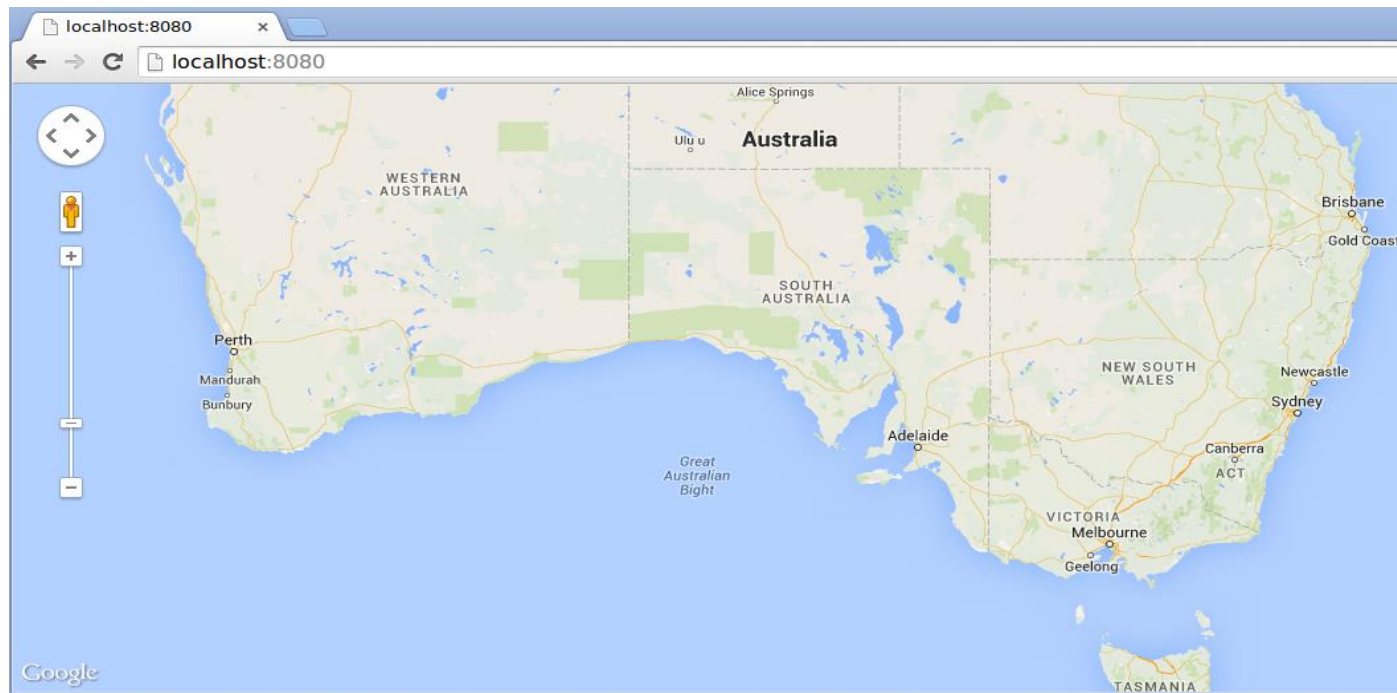 localhost:8080 ×
localhost:8080
Alice Springs
Ulu u
Australia
WESTERN
AUSTRALIA
Brisbane
Gold Coast
SOUTH
AUSTRALIA
Perth
Mandurah
Bunbury
NEW SOUTH
WALES
Newcastle
Sydney
Adelaide
Canberra
ACT
Great
Australian
Bight
VICTORIA
Melbourne
Geelong
Google
TASMANIA